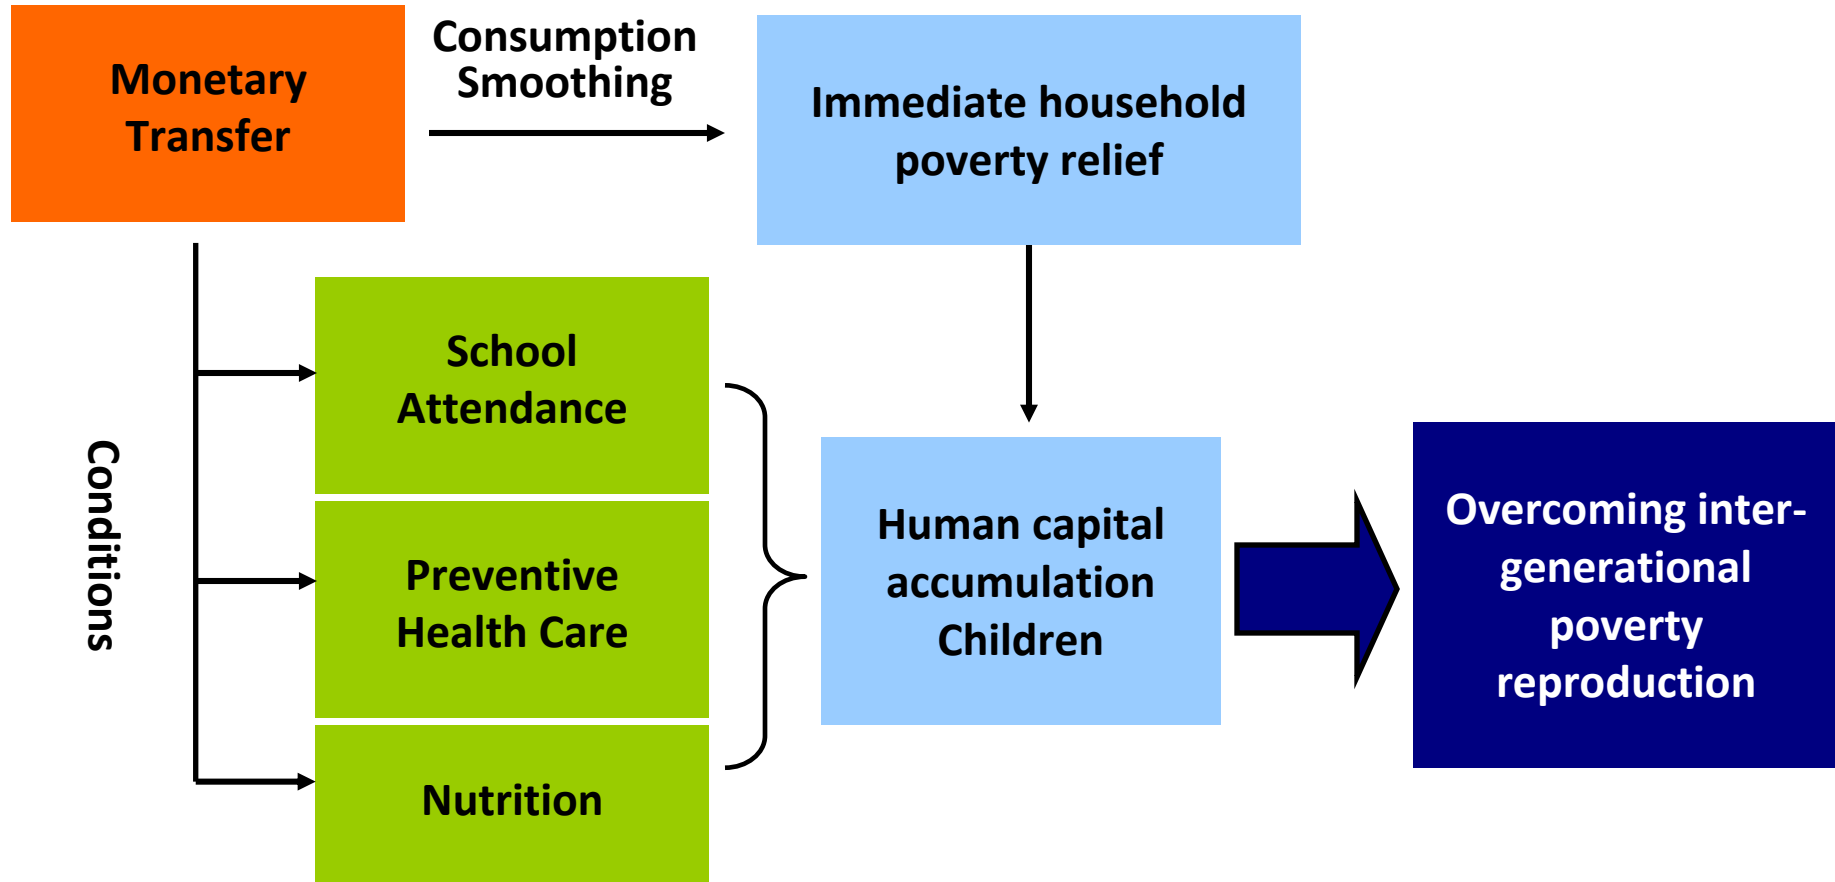 Monetary
Transfer
Consumption
Smoothing
Immediate household
poverty relief
Conditions
School
Attendance
Preventive
Health Care
Nutrition
Human capital
accumulation
Children
Overcoming inter-
generational
poverty
reproduction